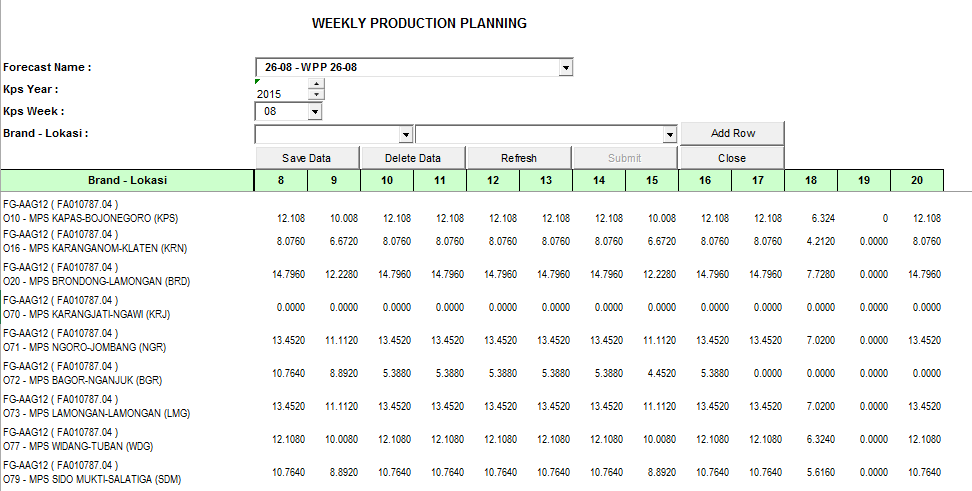 WEEKLY PRODUCTION PLANNING
Forecast Name : 26-08 - WPP 26-08
Kps Year : 2015
Kps Week : 08
Brand - Lokasi : Add Row
Save Data Delete Data Refresh Submit Close
Brand - Lokasi 8 9 10 11 12 13 14 15 16 17 18 19 20
FG-AAG12 ( FA010787.04 )
O10 - MPS KAPAS-BOJONEGORO (KPS) 12.108 10.008 12.108 12.108 12.108 12.108 12.108 10.008 12.108 12.108 6.324 0 12.108
FG-AAG12 ( FA010787.04 )
O16 - MPS KARANGANOM-KLATEN (KRN) 8.0760 6.6720 8.0760 8.0760 8.0760 8.0760 8.0760 6.6720 8.0760 8.0760 4.2120 0.0000 8.0760
FG-AAG12 ( FA010787.04 )
O20 - MPS BRONDONG-LAMONGAN (BRD) 14.7960 12.2280 14.7960 14.7960 14.7960 14.7960 14.7960 12.2280 14.7960 14.7960 7.7280 0.0000 14.7960
FG-AAG12 ( FA010787.04 )
O70 - MPS KARANGJATI-NGAWI (KRJ) 0.0000 0.0000 0.0000 0.0000 0.0000 0.0000 0.0000 0.0000 0.0000 0.0000 0.0000 0.0000 0.0000
FG-AAG12 ( FA010787.04 )
O71 - MPS NGORO-JOMBANG (NGR) 13.4520 11.1120 13.4520 13.4520 13.4520 13.4520 13.4520 11.1120 13.4520 13.4520 7.0200 0.0000 13.4520
FG-AAG12 ( FA010787.04 )
O72 - MPS BAGOR-NGANJUK (BGR) 10.7640 8.8920 5.3880 5.3880 5.3880 5.3880 5.3880 4.4520 5.3880 0.0000 0.0000 0.0000 0.0000
FG-AAG12 ( FA010787.04 )
O73 - MPS LAMONGAN-LAMONGAN (LMG) 13.4520 11.1120 13.4520 13.4520 13.4520 13.4520 13.4520 11.1120 13.4520 13.4520 7.0200 0.0000 13.4520
FG-AAG12 ( FA010787.04 )
O77 - MPS WIDANG-TUBAN (WDG) 12.1080 10.0080 12.1080 12.1080 12.1080 12.1080 12.1080 10.0080 12.1080 12.1080 6.3240 0.0000 12.1080
FG-AAG12 ( FA010787.04 )
O79 - MPS SIDO MUKTI-SALATIGA (SDM) 10.7640 8.8920 10.7640 10.7640 10.7640 10.7640 10.7640 8.8920 10.7640 10.7640 5.6160 0.0000 10.7640